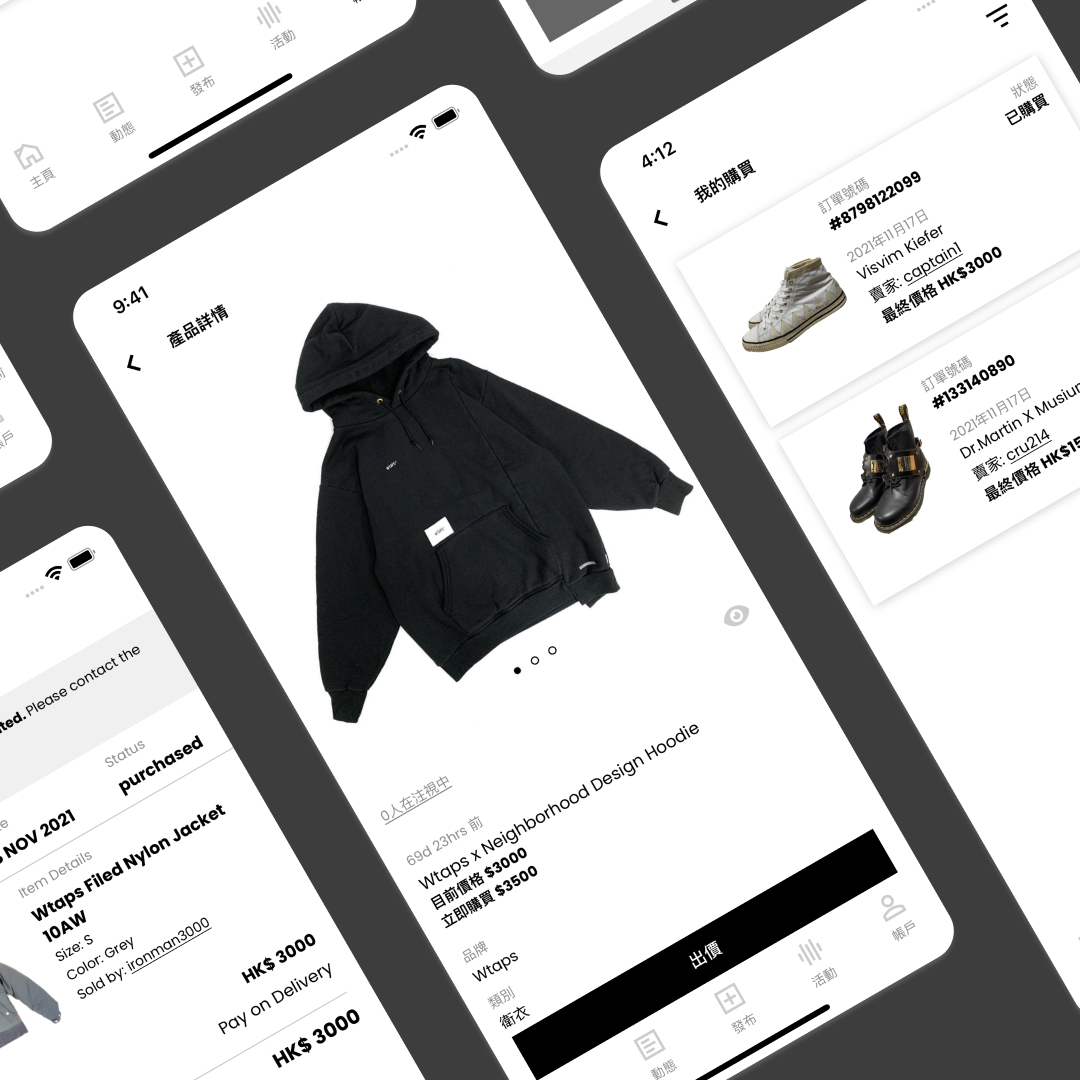 主頁
動態
發布
活動
9:41
產品詳情
0人在注視中
69d 23hrs 前
Wtaps x Neighborhood Design Hoodie
目前價格 $3000
立即購買 $3500
品牌
Wtaps
類別
衛衣
出價
動態
發布
活動
帳戶
4:12
我的購買
狀態
已購買
訂單號碼
#8798122099
2021年11月17日
Visvim Kiefer
賣家: captain1
最終價格 HK$3000
訂單號碼
#133140890
2021年11月17日
Dr.Martin X Musium
賣家: cru214
最終價格 HK$15
Please contact the
Status
purchased
NOV 2021
Item Details
Wtaps Filed Nylon Jacket
10AW
Size: S
Color: Grey
Sold by: ironman3000
HK$ 3000
Pay on Delivery
HK$ 3000